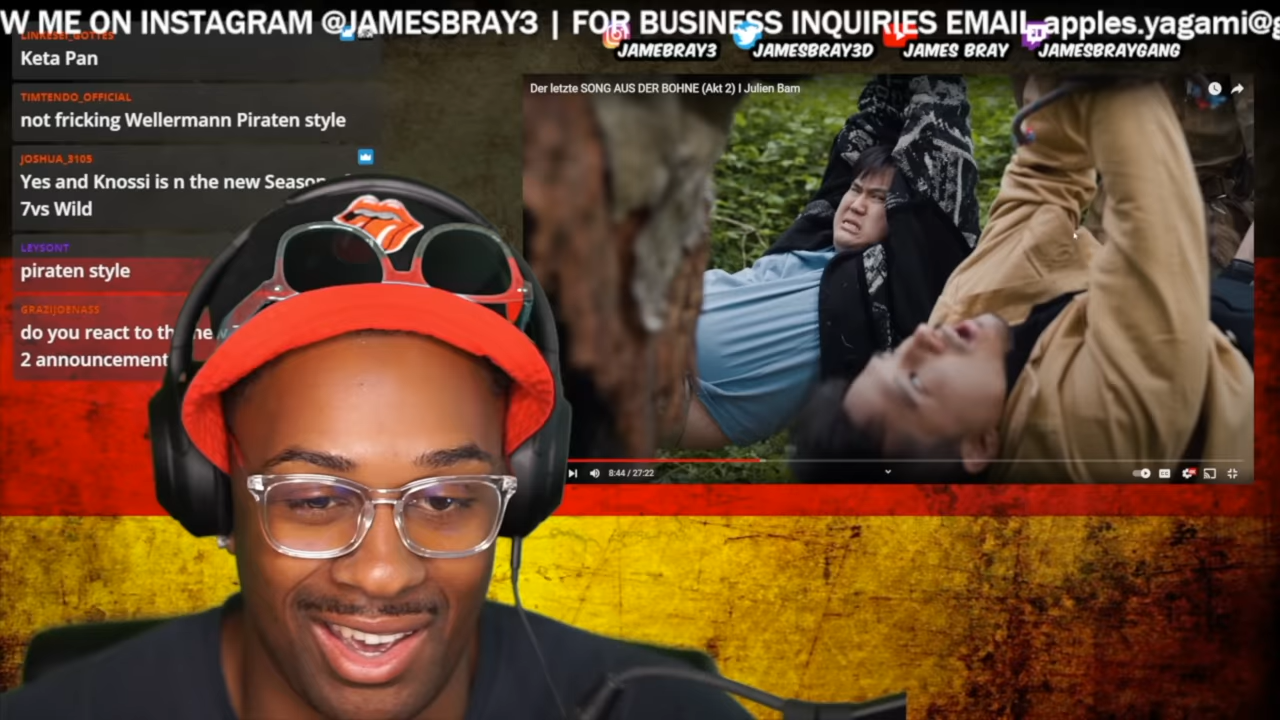 W ME ON INSTAGRAM @JAMESBRAY3 | FOR BUSINESS INQUIRIES EMAIL apples.yagami@g
JAMEBRAY3
JAMESBRAY3D
JAMES BRAY
JAMESBRAYGANG
LINKESEI_GOTTES
Keta Pan
TIMTENDO_OFFICIAL
not fricking Wellermann Piraten style
JOSHUA_3105
Yes and Knossi is n the new Season
7vs Wild
LEYSONT
piraten style
GRAZIJOENASS
do you react to the new
2 announcement
Der letzte SONG AUS DER BOHNE (Akt 2) I Julien Bam
8:44 / 27:22